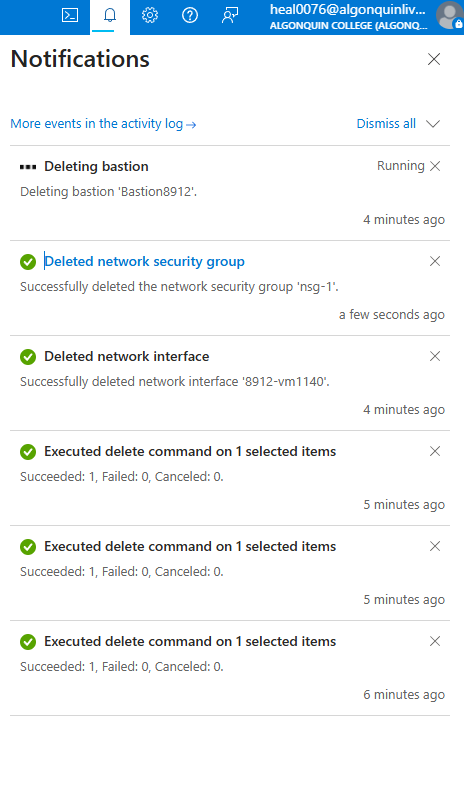 heal0076@algonquinliv...
ALGONQUIN COLLEGE (ALGONQ...
Notifications
More events in the activity log→
Dismiss all
Deleting bastion
Running
Deleting bastion 'Bastion8912'.
4 minutes ago
Deleted network security group
Successfully deleted the network security group 'nsg-1'.
a few seconds ago
Deleted network interface
Successfully deleted network interface '8912-vm1140'.
4 minutes ago
Executed delete command on 1 selected items
Succeeded: 1, Failed: 0, Canceled: 0.
5 minutes ago
Executed delete command on 1 selected items
Succeeded: 1, Failed: 0, Canceled: 0.
5 minutes ago
Executed delete command on 1 selected items
Succeeded: 1, Failed: 0, Canceled: 0.
6 minutes ago